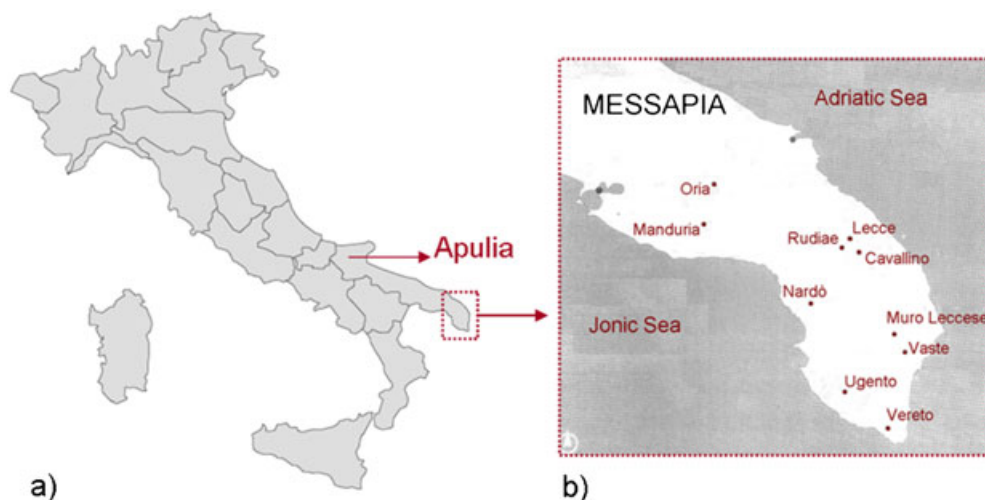 Apulia
a)
MESSAPIA
Adriatic Sea
Oria
Manduria
Lecce
Rudiae
Cavallino
Nardò
Jonic Sea
Muro Leccese
Vaste
Ugento
Vereto
b)